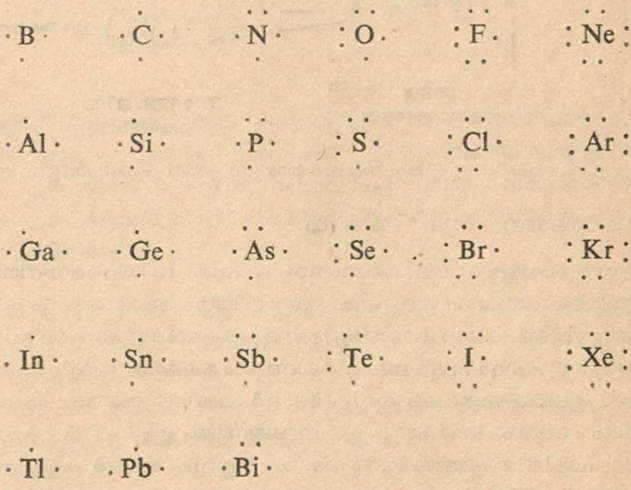 B C N O F Ne
Al Si P S Cl Ar
Ga Ge As Se Br Kr
In Sn Sb Te I Xe
Tl Pb Bi